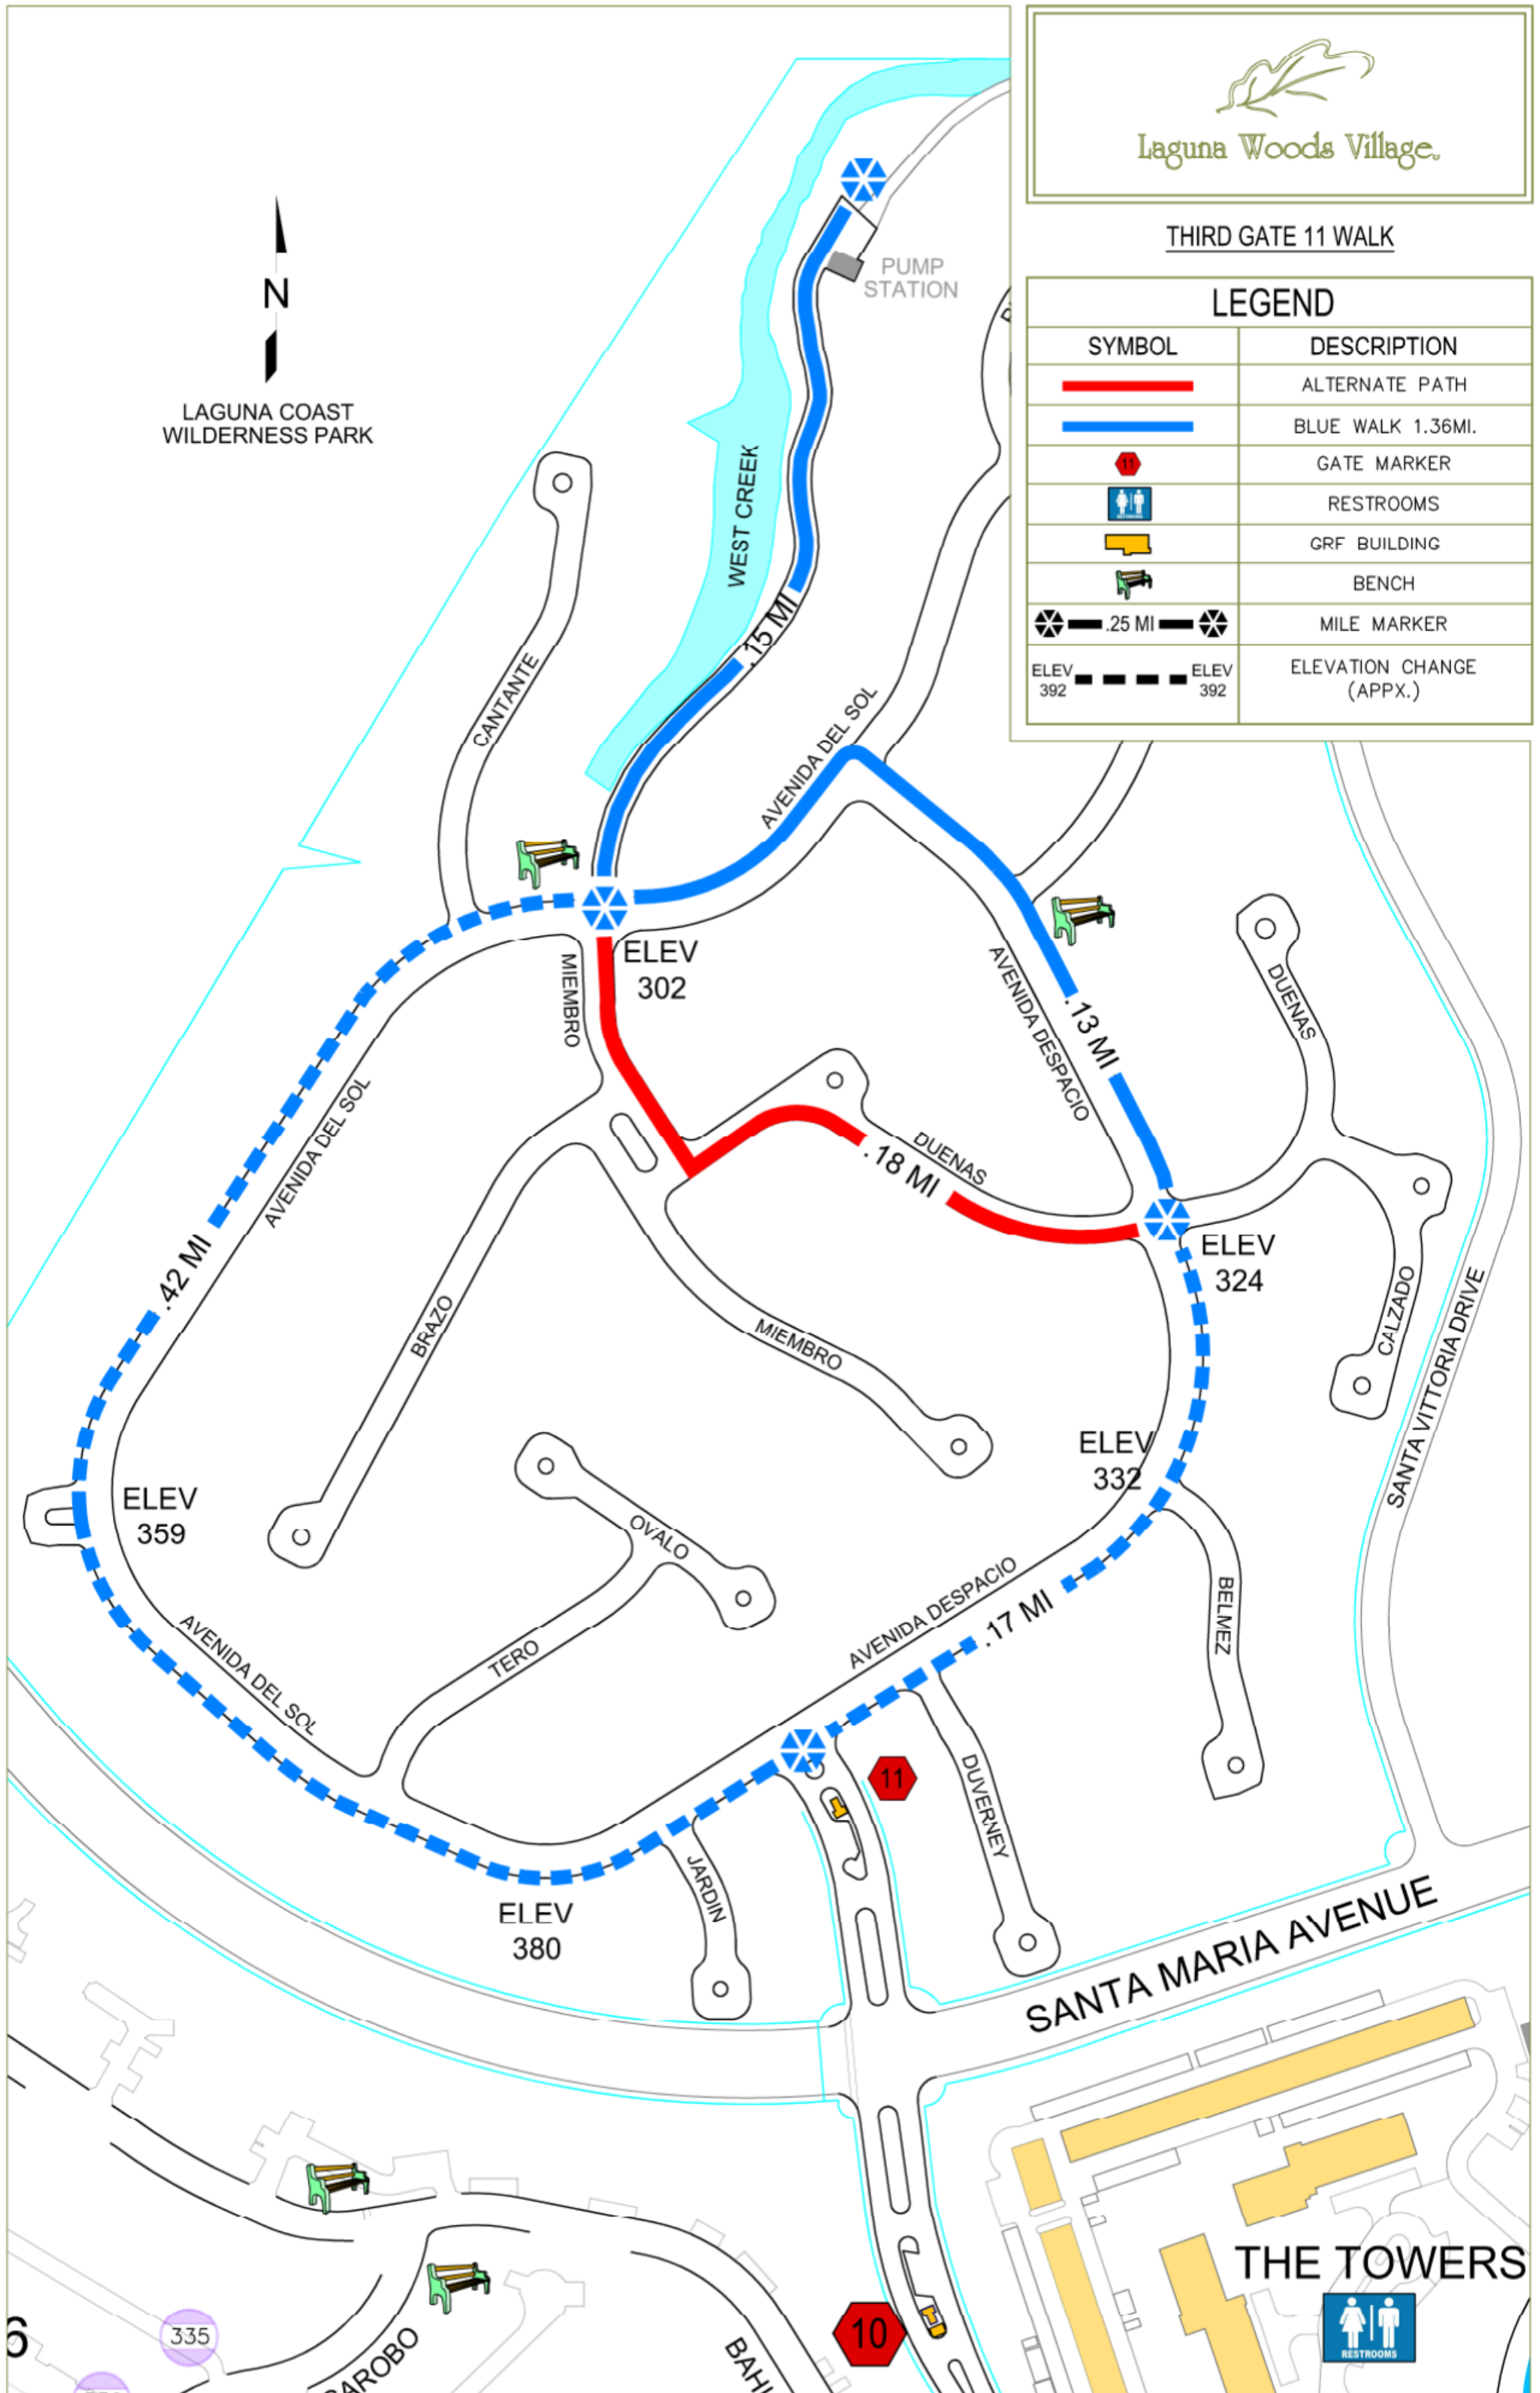 Laguna Woods Village
THIRD GATE 11 WALK
LEGEND
SYMBOL
DESCRIPTION
ALTERNATE PATH
BLUE WALK 1.36MI.
11
GATE MARKER
RESTROOMS
RESTROOMS
GRF BUILDING
BENCH
.25 MI
MILE MARKER
ELEV
392
ELEV
392
ELEVATION CHANGE
(APPX.)
N
LAGUNA COAST
WILDERNESS PARK
PUMP
STATION
WEST CREEK
.15 MI
CANTANTE
AVENIDA DEL SOL
ELEV
302
MIEMBRO
AVENIDA DESPACIO
.13 MI
DUENAS
DUENAS
.18 MI
AVENIDA DEL SOL
.42 MI
ELEV
324
CALZADO
SANTA VITTORIA DRIVE
BRAZO
MIEMBRO
ELEV
332
ELEV
359
OVALO
TERO
AVENIDA DESPACIO
.17 MI
BELMEZ
AVENIDA DEL SOL
11
DUVERNEY
JARDIN
ELEV
380
SANTA MARIA AVENUE
THE TOWERS
RESTROOMS
10
6
335
BAHI
AROBO